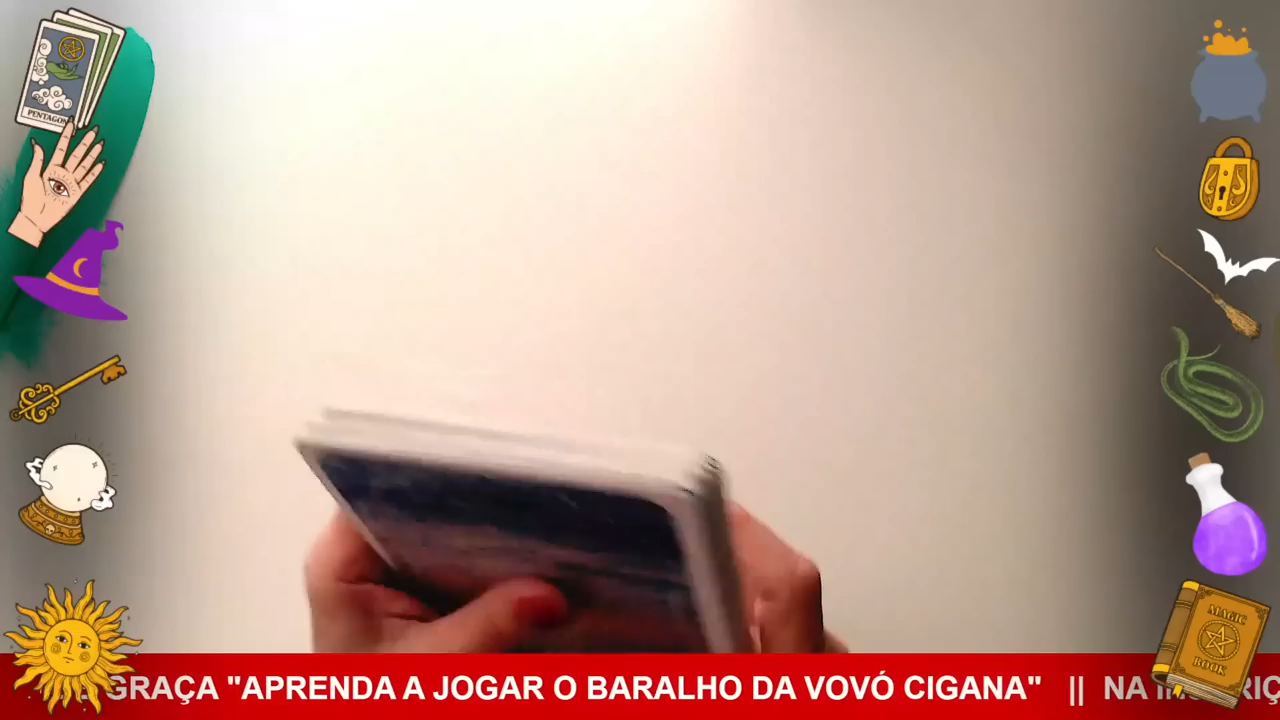 PENTAGON
MAGIC
BOOK
GRAÇA "APRENDA A JOGAR O BARALHO DA VOVÓ CIGANA" || NA